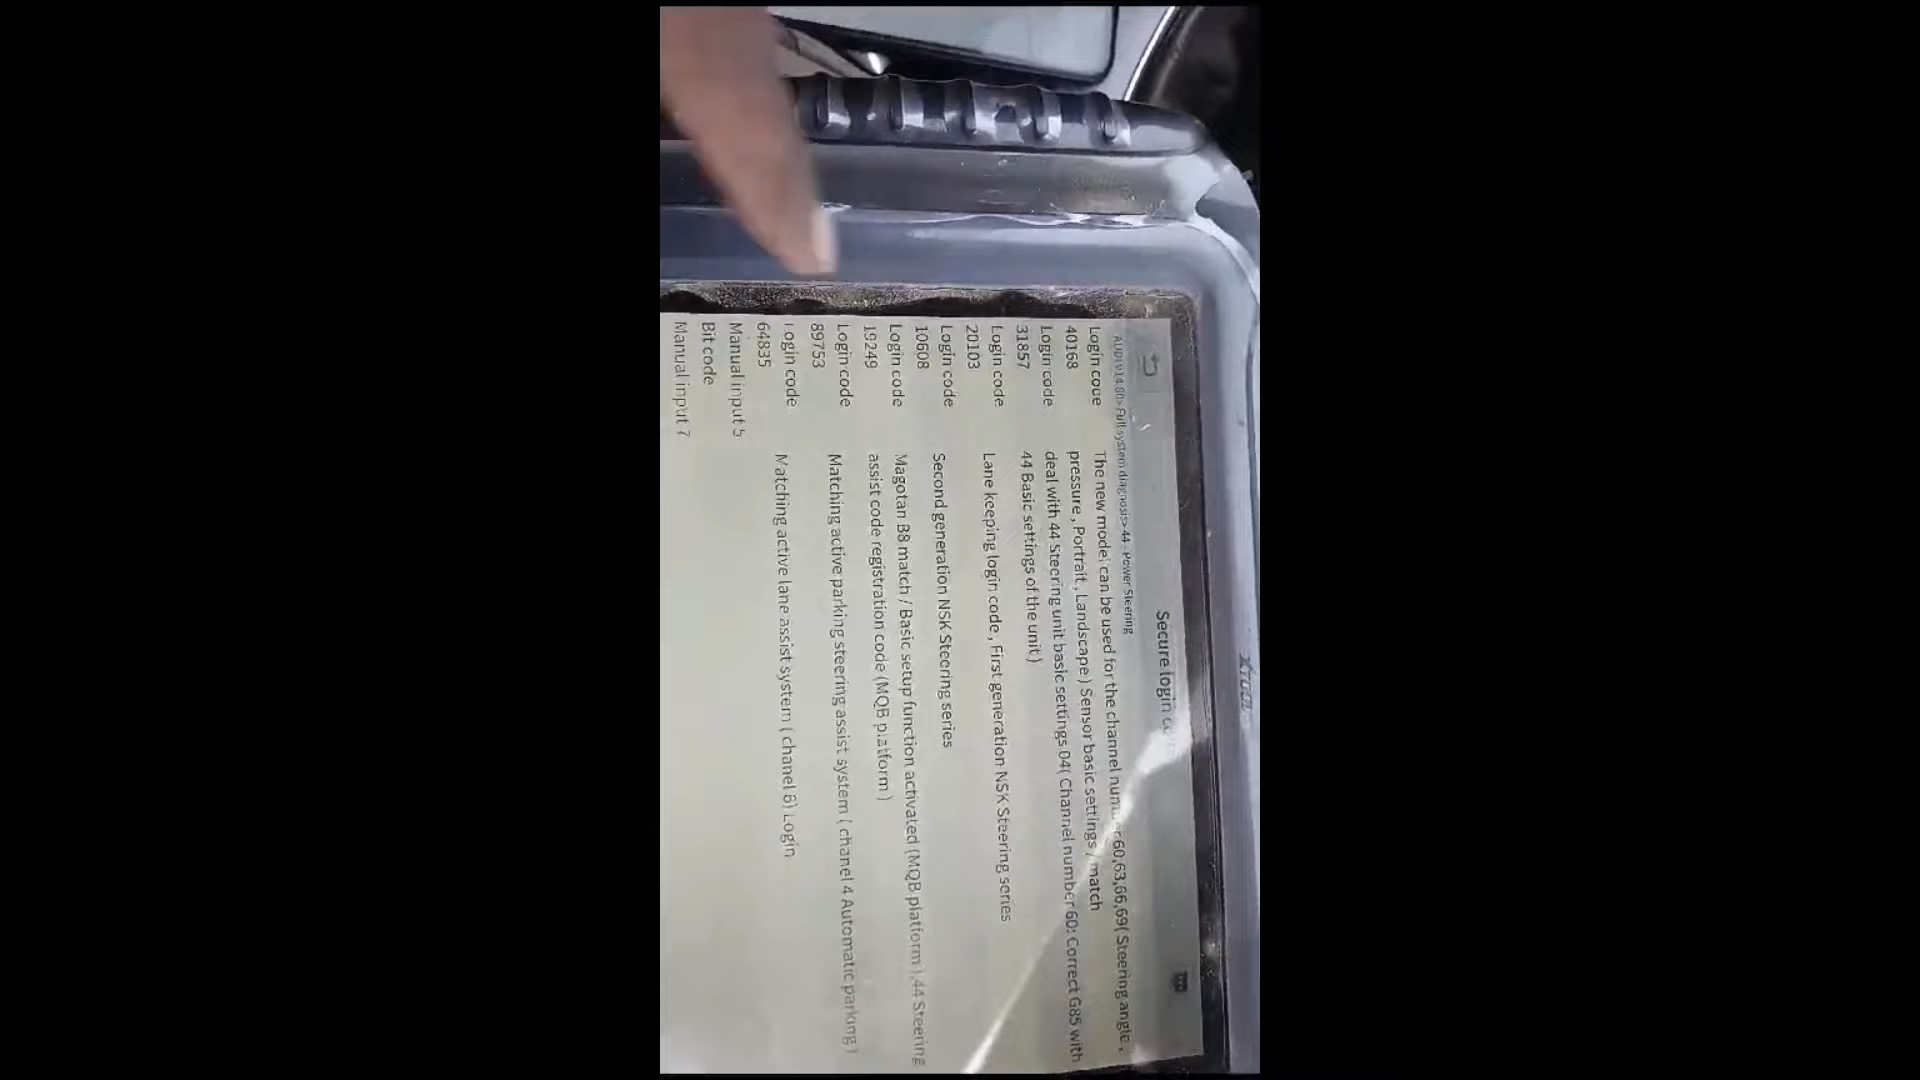 XTOOL
Secure login
AUDI V14.80> Full system diagnosis> 44 - Power Steering
Login code
40168
The new model can be used for the channel number 60,63,66,69( Steering angle ,
pressure , Portrait , Landscape ) Sensor basic settings / match
Login code
31857
deal with 44 Steering unit basic settings 04( Channel number 60: Correct G85 with
44 Basic settings of the unit )
Login code
20103
Lane keeping login code , First generation NSK Steering series
Login code
10608
Second generation NSK Steering series
Login code
19249
Magotan B8 match / Basic setup function activated (MQB platform ),44 Steering
assist code registration code (MQB platform )
Login code
89753
Matching active parking steering assist system ( chanel 4 Automatic parking )
Login code
64835
Matching active lane assist system ( chanel 8) Login
Manual input 5
Bit code
Manual input 7